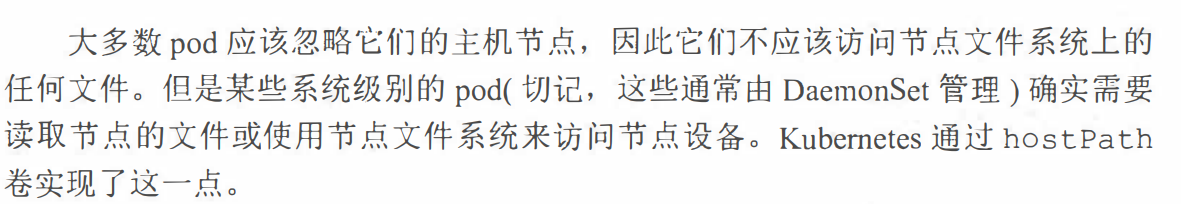 大多数 pod 应该忽略它们的主机节点，因此它们不应该访问节点文件系统上的
任何文件。但是某些系统级别的 pod( 切记，这些通常由 DaemonSet 管理 ) 确实需要
读取节点的文件或使用节点文件系统来访问节点设备。Kubernetes 通过 hostPath
卷实现了这一点。